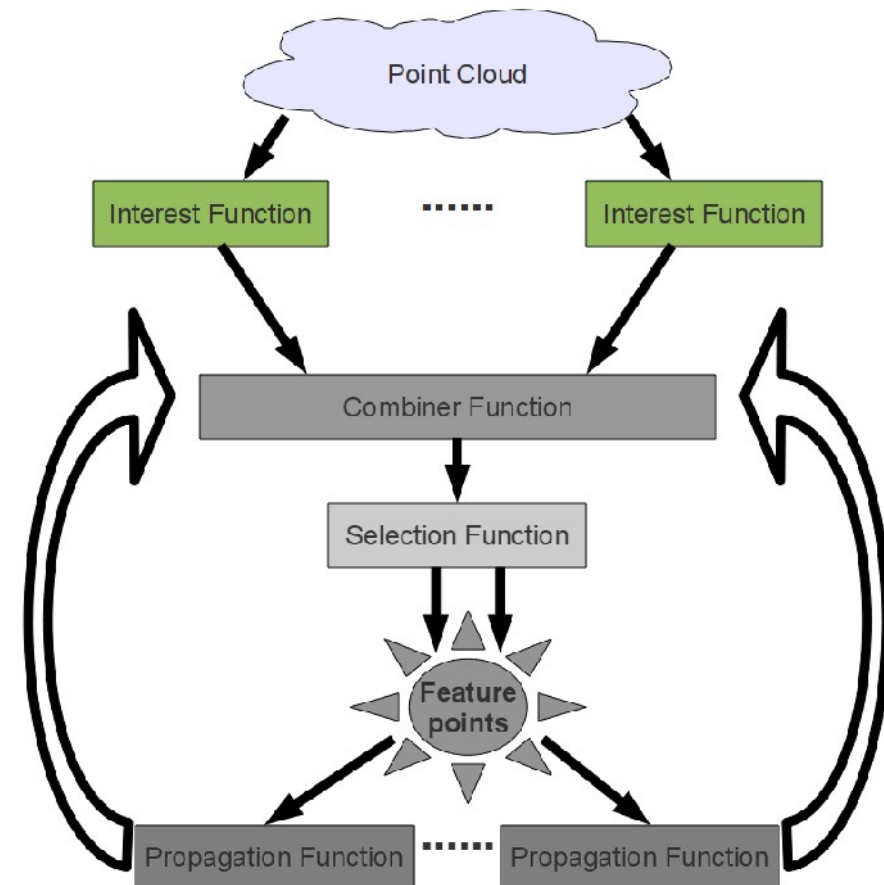 Point Cloud
Interest Function
......
Interest Function
Combiner Function
Selection Function
Feature
points
Propagation Function
......
Propagation Function